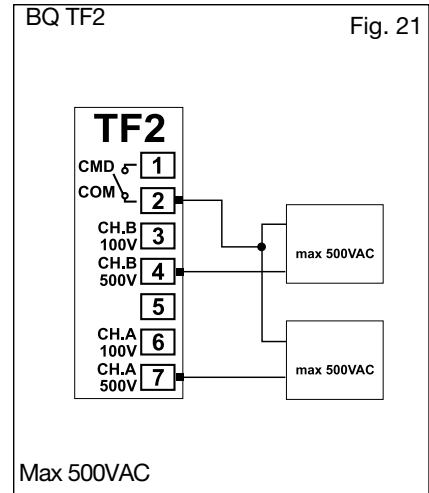 BQ TF2
Fig. 21
TF2
CMD
1
COM
2
CH.B
100V
3
CH.B
500V
4
5
CH.A
100V
6
CH.A
500V
7
max 500VAC
max 500VAC
Max 500VAC